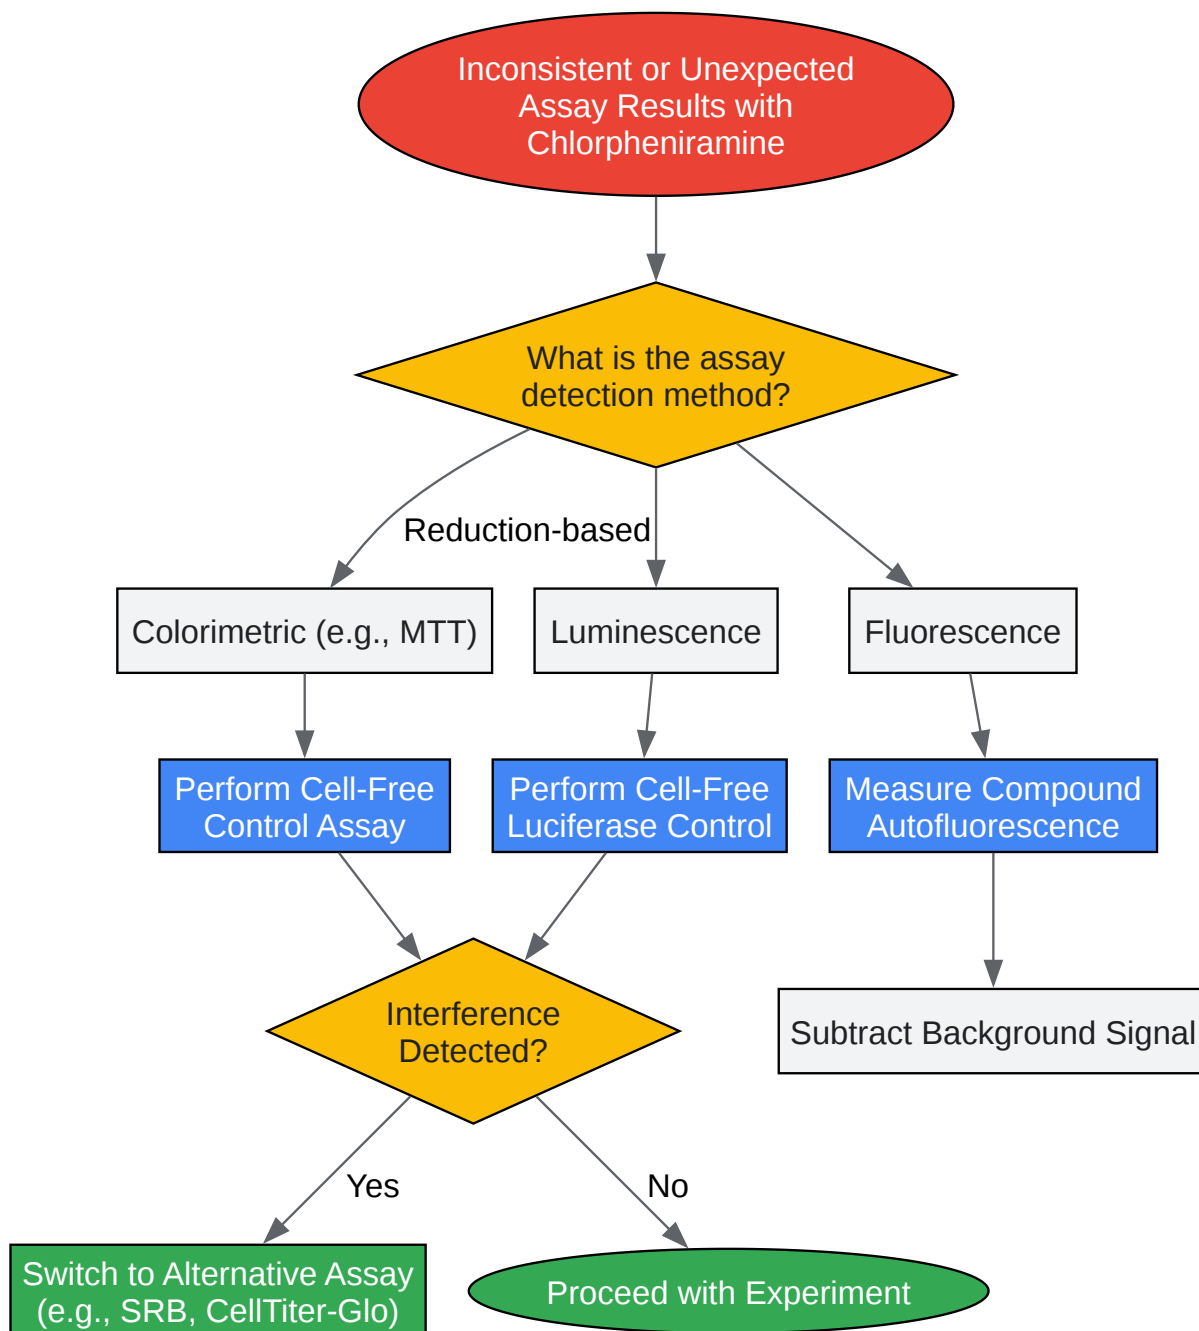 Inconsistent or Unexpected
Assay Results with
Chlorpheniramine
What is the assay
detection method?
Reduction-based
Colorimetric (e.g., MTT)
Luminescence
Fluorescence
Perform Cell-Free
Control Assay
Perform Cell-Free
Luciferase Control
Measure Compound
Autofluorescence
Interference
Detected?
Subtract Background Signal
Yes
No
Switch to Alternative Assay
(e.g., SRB, CellTiter-Glo)
Proceed with Experiment